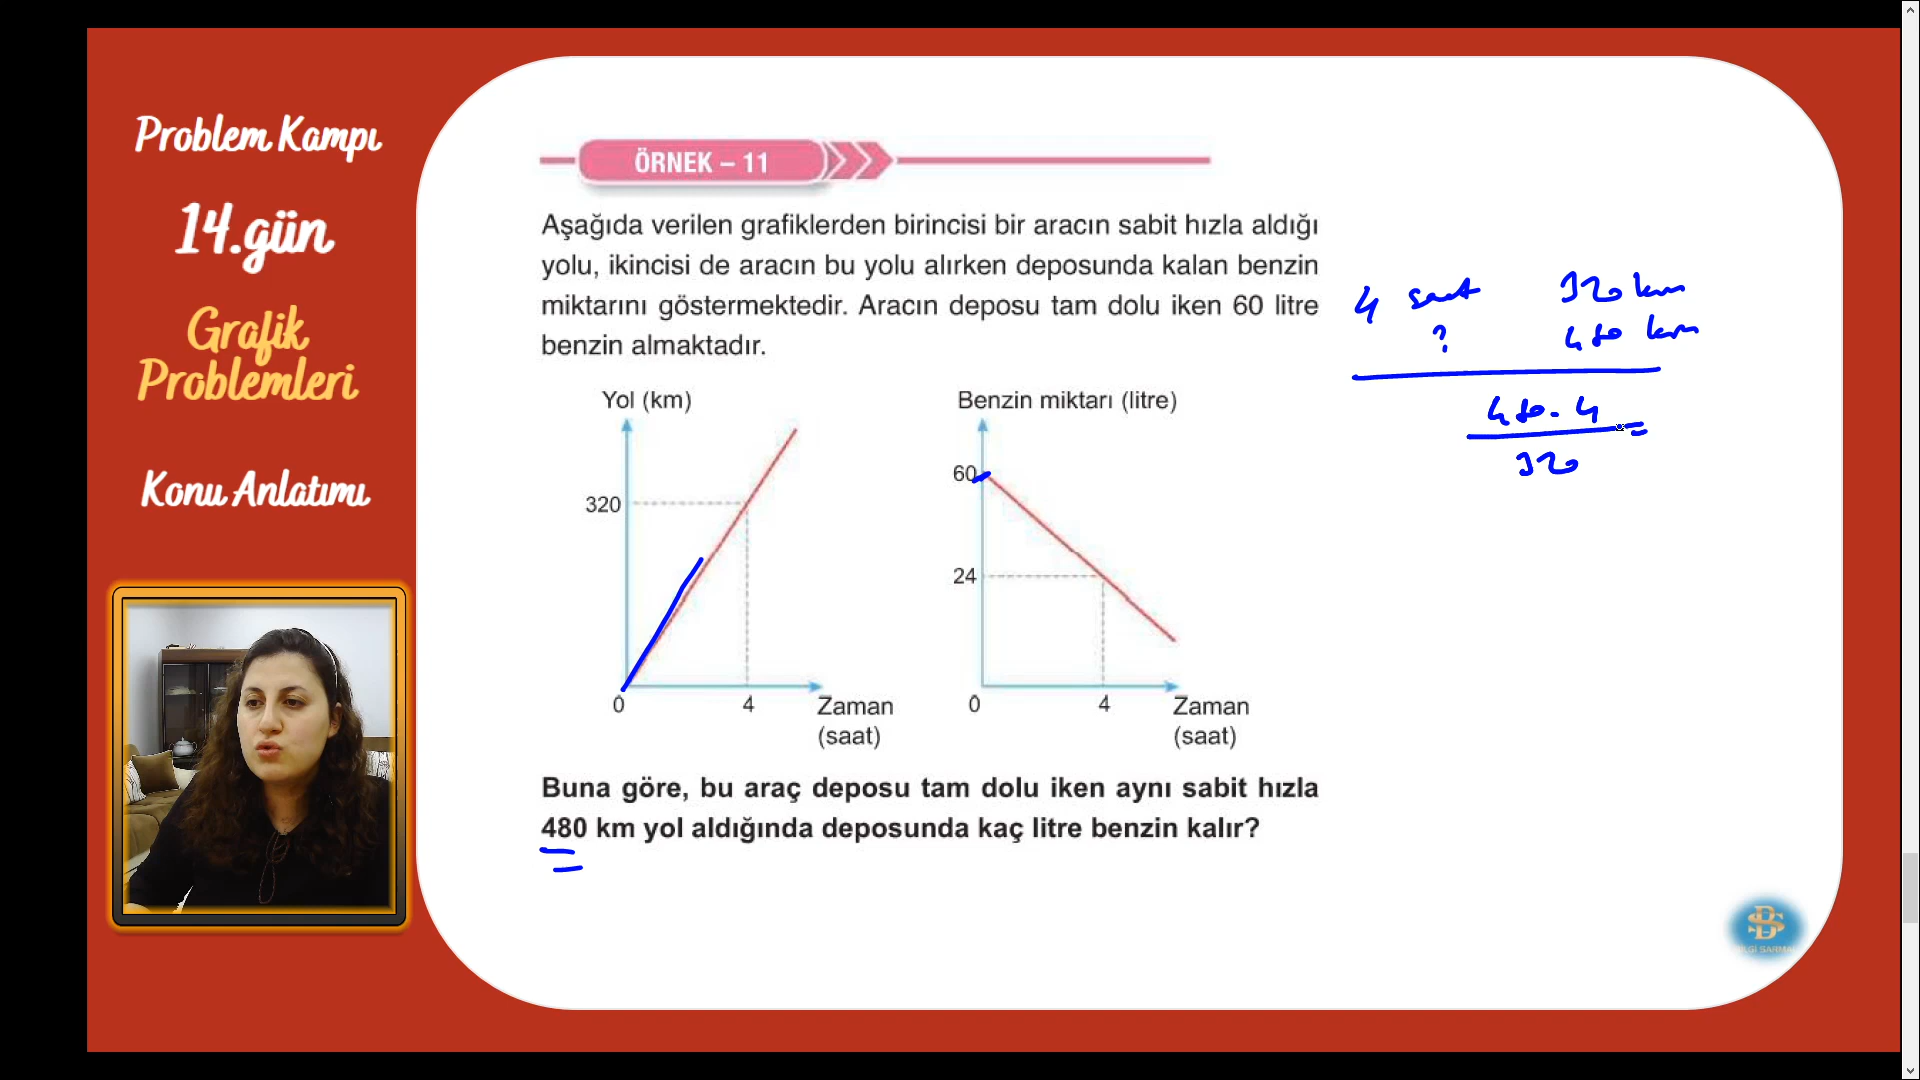 Problem Kampı
14.gün
Grafik
Problemleri
Konu Anlatımı
ÖRNEK – 11
Aşağıda verilen grafiklerden birincisi bir aracın sabit hızla aldığı
yolu, ikincisi de aracın bu yolu alırken deposunda kalan benzin
miktarını göstermektedir. Aracın deposu tam dolu iken 60 litre
benzin almaktadır.
Yol (km)
320
0
4
Zaman
(saat)
Benzin miktarı (litre)
60
24
0
4
Zaman
(saat)
Buna göre, bu araç deposu tam dolu iken aynı sabit hızla
480 km yol aldığında deposunda kaç litre benzin kalır?
4 saat 320 km
? 480 km
480. 4 =
320